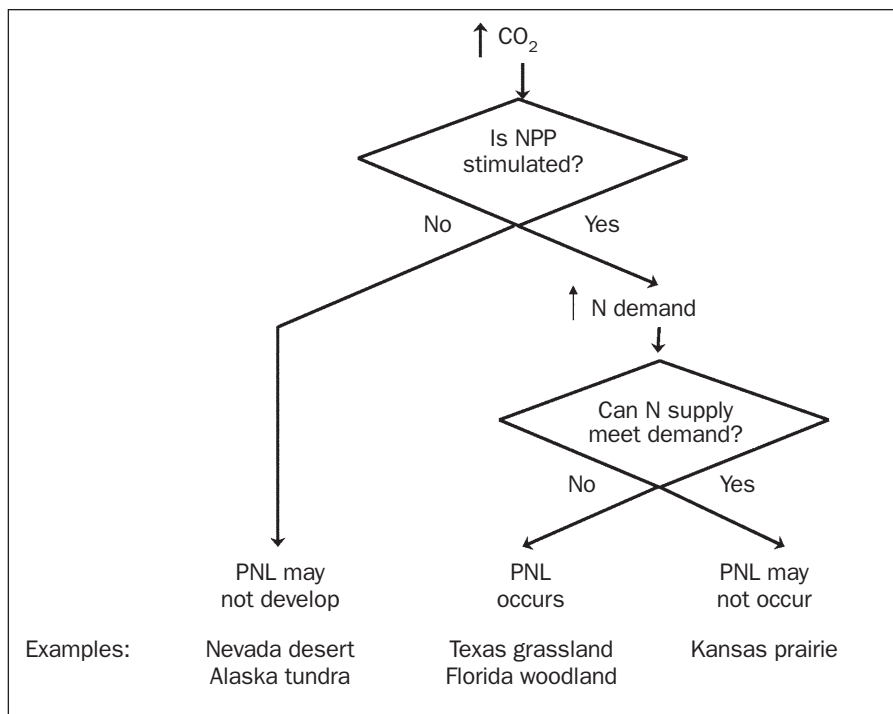 ↑ CO₂
Is NPP
stimulated?
No Yes
↑ N demand
Can N supply
meet demand?
No Yes
PNL may
not develop
PNL
occurs
PNL may
not occur
Examples:
Nevada desert
Alaska tundra
Texas grassland
Florida woodland
Kansas prairie